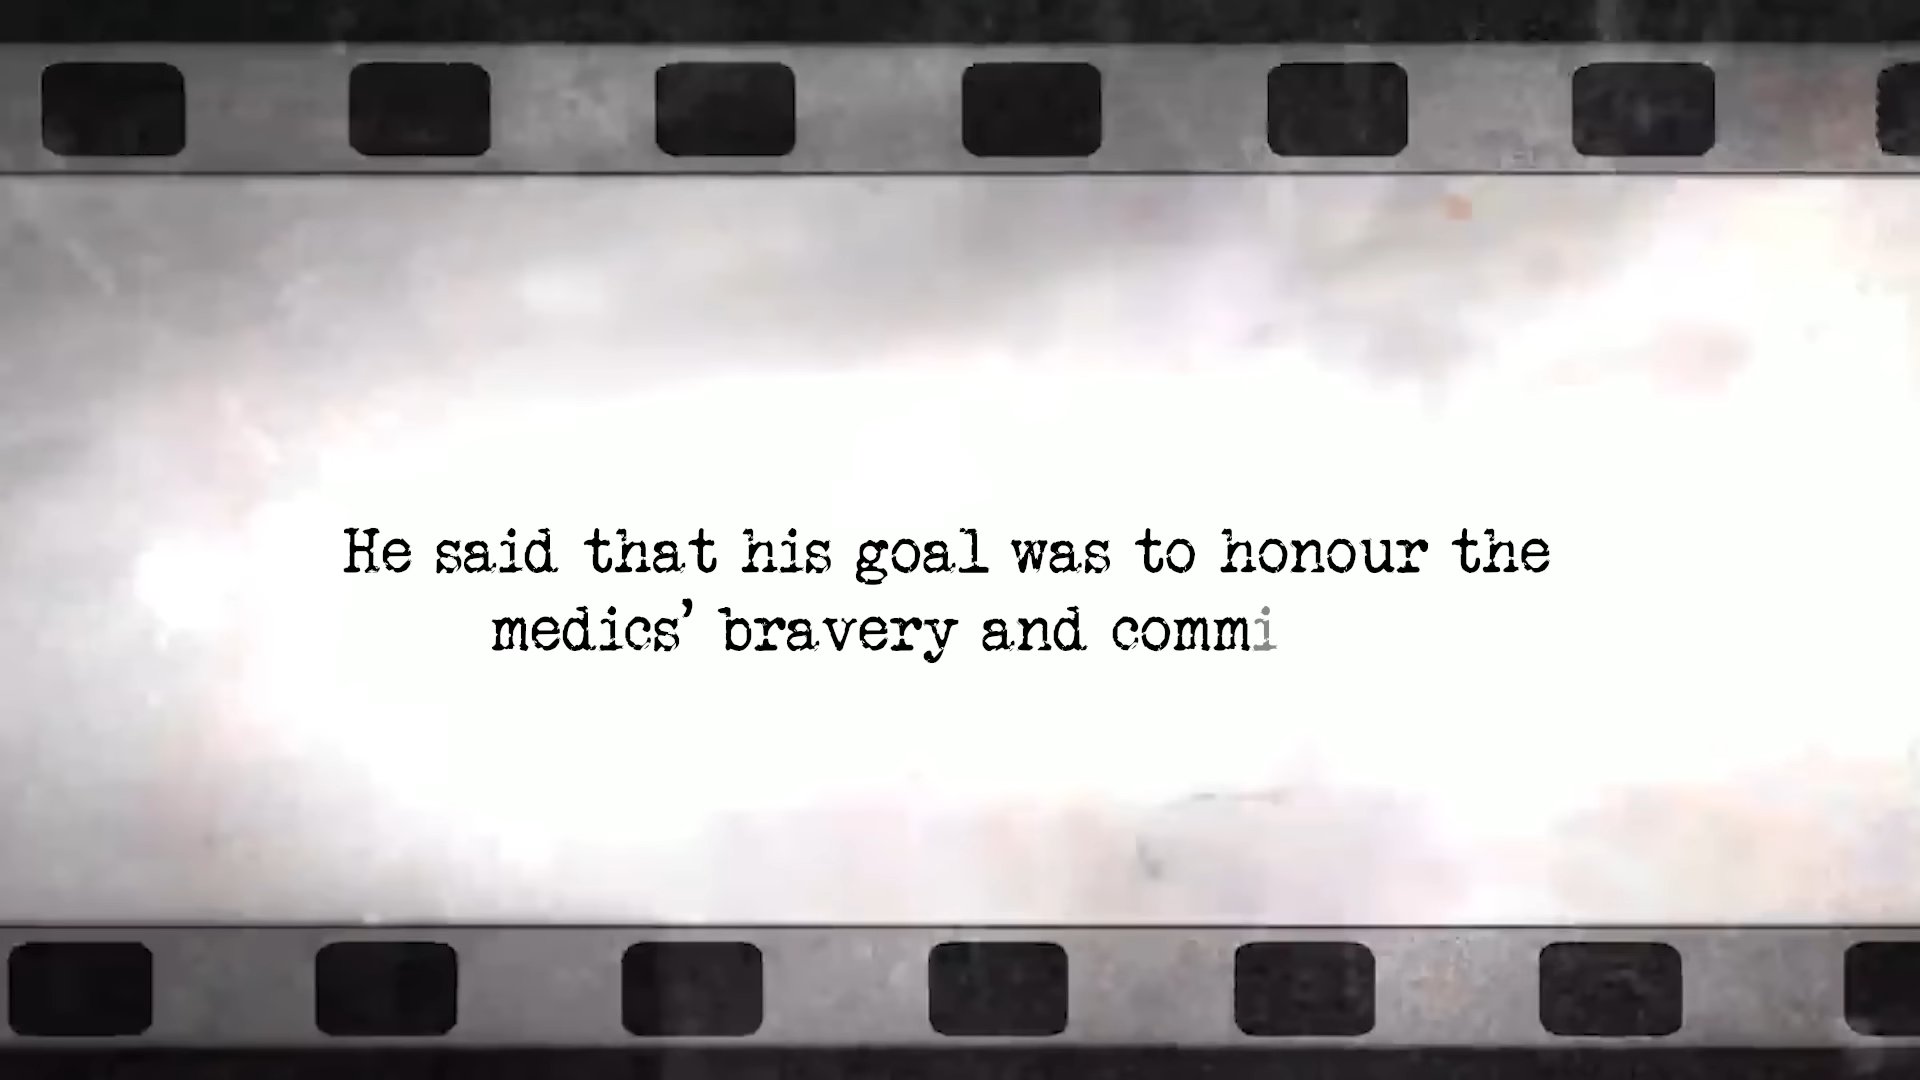 He said that his goal was to honour the
medics’ bravery and commi